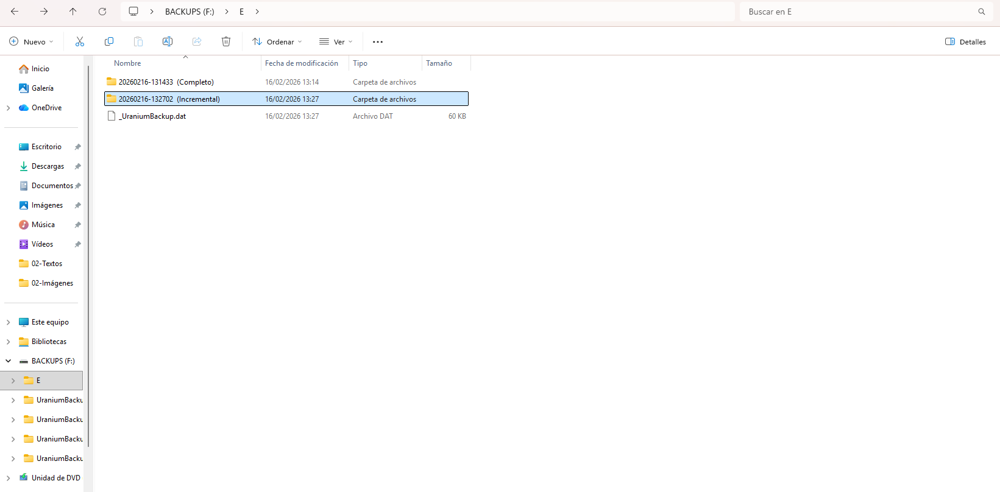 BACKUPS (F:) E
Buscar en E
Nuevo
Ordenar
Ver
Detalles
Inicio
Galería
OneDrive
Escritorio
Descargas
Documentos
Imágenes
Música
Vídeos
02-Textos
02-Imágenes
Este equipo
Bibliotecas
BACKUPS (F:)
E
UraniumBacku
UraniumBacku
UraniumBacku
UraniumBacku
Unidad de DVD
Nombre Fecha de modificación Tipo Tamaño
20260216-131433 (Completo) 16/02/2026 13:14 Carpeta de archivos
20260216-132702 (Incremental) 16/02/2026 13:27 Carpeta de archivos
_UraniumBackup.dat 16/02/2026 13:27 Archivo DAT 60 KB